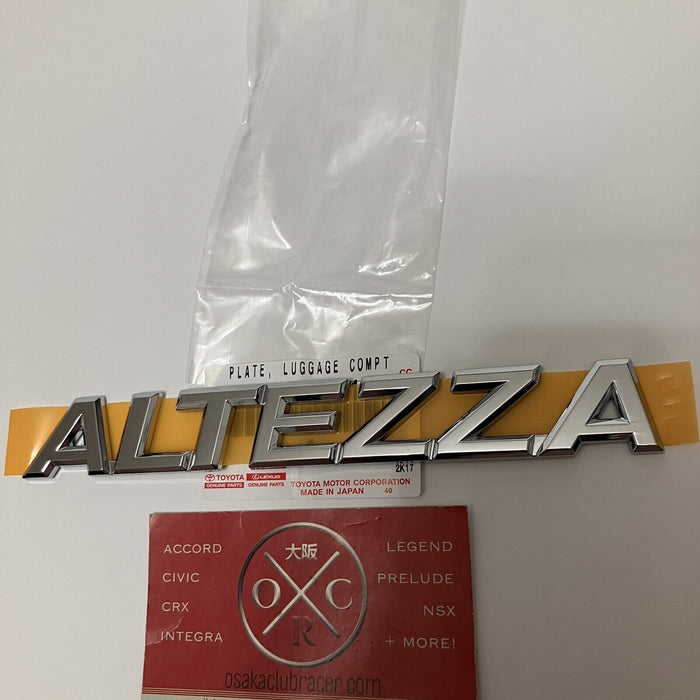 PLATE, LUGGAGE COMPT
ALTEZZA
2K17
TOYOTA LEXUS
GENUINE PARTS GENUINE PARTS
TOYOTA MOTOR CORPORATION
MADE IN JAPAN 40
ACCORD
CIVIC
CRX
INTEGRA
大阪
O C
R
LEGEND
PRELUDE
NSX
+ MORE!
osakaclubracer.com